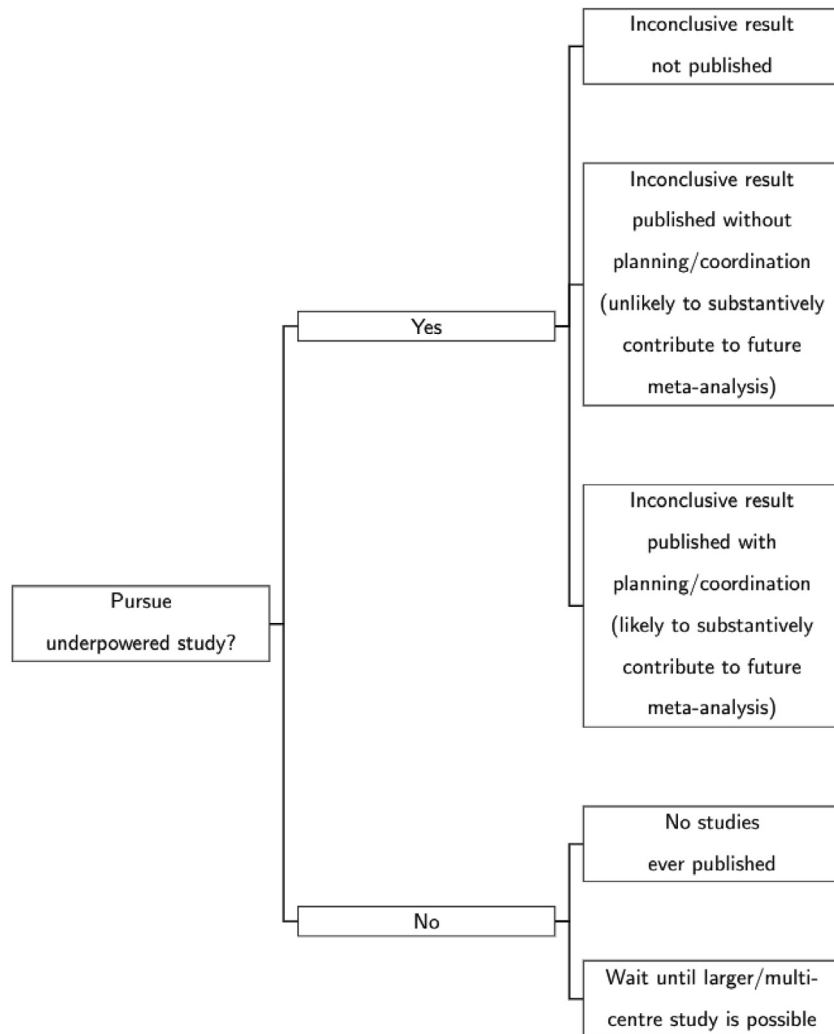 Inconclusive result
not published
Inconclusive result
published without
planning/coordination
(unlikely to substantively
contribute to future
meta-analysis)
Yes
Inconclusive result
published with
planning/coordination
(likely to substantively
contribute to future
meta-analysis)
Pursue
underpowered study?
No studies
ever published
No
Wait until larger/multi-
centre study is possible